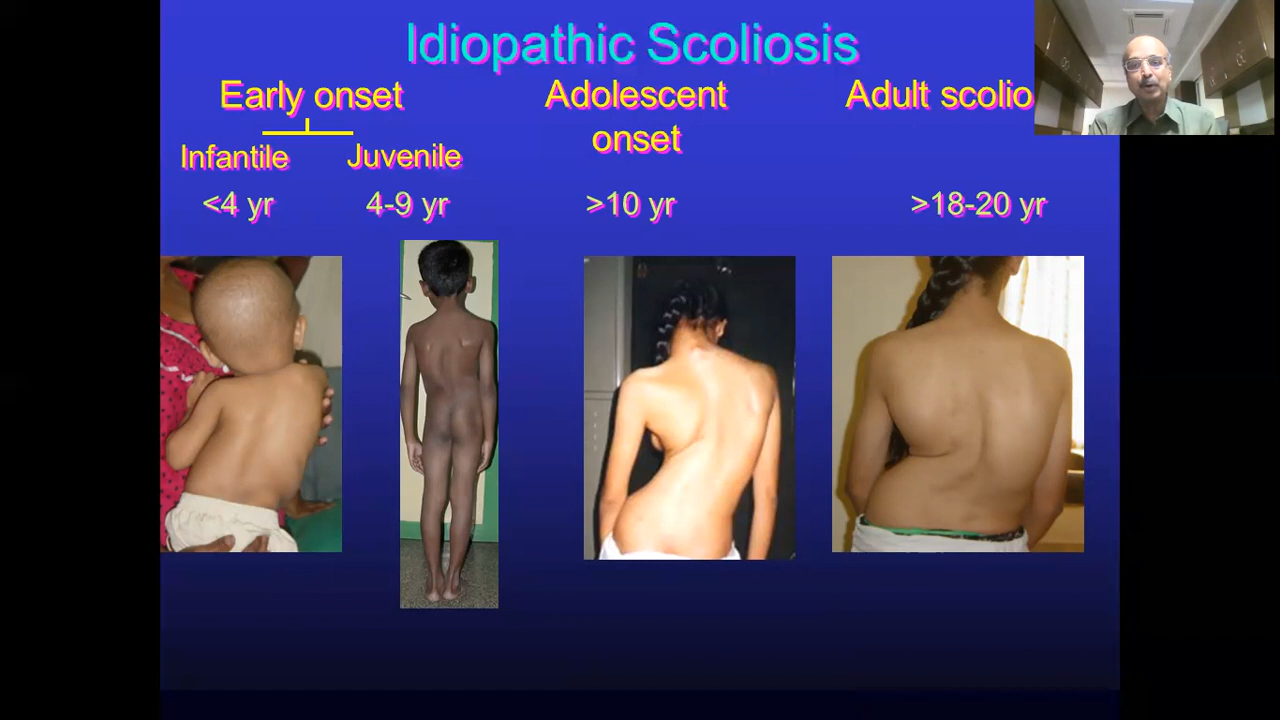 Idiopathic Scoliosis
Early onset
Adolescent
onset
Adult scolio
Infantile
Juvenile
<4 yr
4-9 yr
>10 yr
>18-20 yr